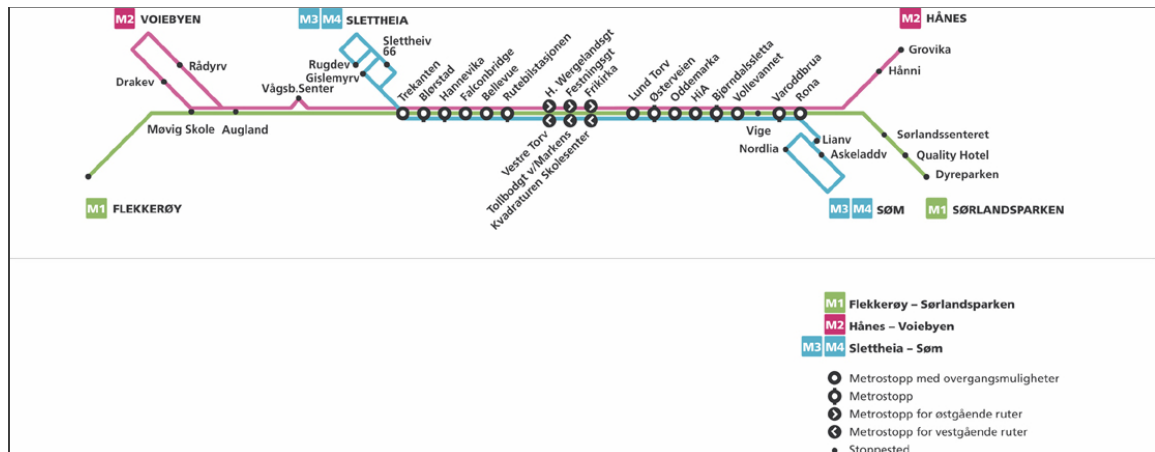 M2 VOIEBYEN
M3 M4 SLETTHEIA
M2 HÅNES
Drakev
Rådyrv
Vågsb.Senter
Møvig Skole
Augland
M1 FLEKKERØY
Rugdev
Gislemyrv
Slettheiv
66
Trekanten
Blørstad
Hannevika
Falconbridge
Bellevue
Rutebilstasjonen
H. Wergelandsgt
Festningsgt
Frikirka
Vestre Torv
Tollbodgt v/Markens
Kvadraturen Skolesenter
Lund Torv
Østerveien
Oddemarka
HiA
Bjørndalssletta
Vollevannet
Vige
Varoddbrua
Rona
Grovika
Hånni
Nordlia
Lianv
Askeladdv
M3 M4 SØM
Sørlandssenteret
Quality Hotel
Dyreparken
M1 SØRLANDSPARKEN
M1 Flekkerøy – Sørlandsparken
M2 Hånes – Voiebyen
M3 M4 Slettheia – Søm
Metrostopp med overgangsmuligheter
Metrostopp
Metrostopp for østgående ruter
Metrostopp for vestgående ruter
Stoppested